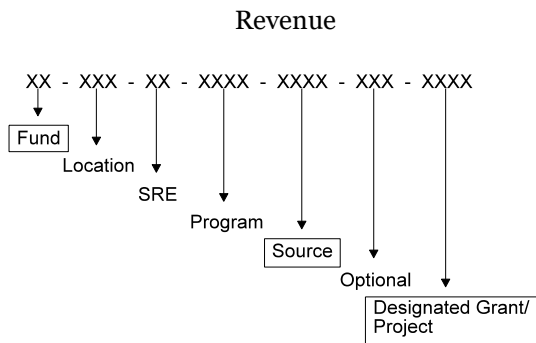 Revenue
XX - XXX - XX - XXXX - XXXX - XXX - XXXX
Fund
Location
SRE
Program
Source
Optional
Designated Grant/
Project